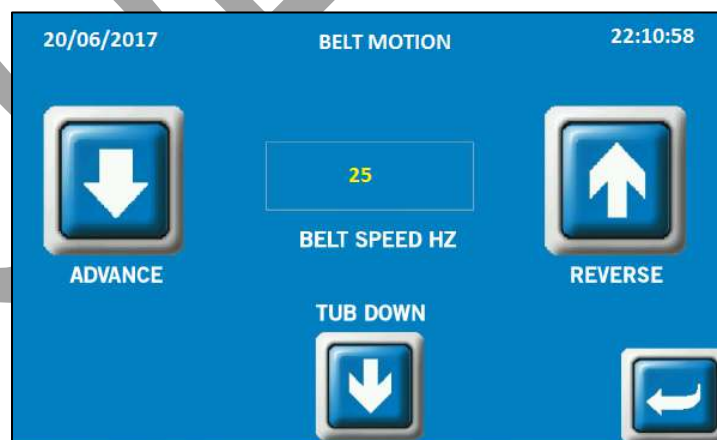 20/06/2017 BELT MOTION 22:10:58
25
BELT SPEED HZ
ADVANCE REVERSE
TUB DOWN